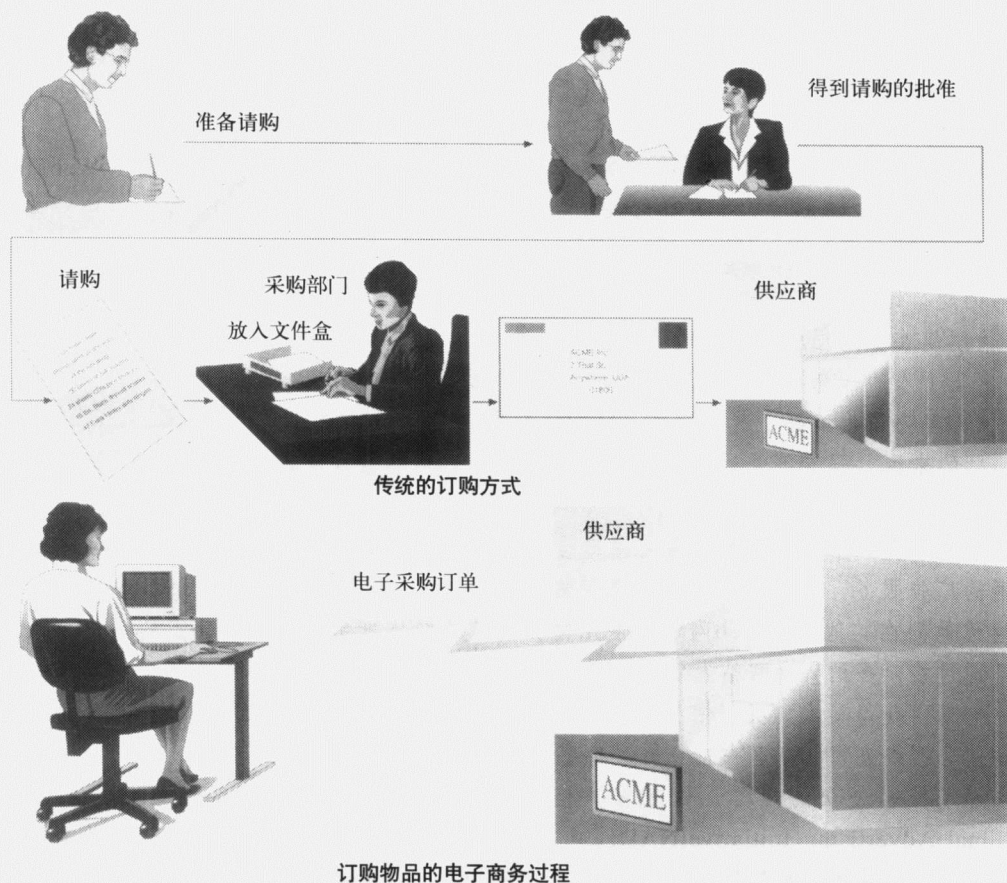 准备请购
得到请购的批准
请购
采购部门
放入文件盒
供应商
ACME
传统的订购方式
供应商
电子采购订单
ACME
订购物品的电子商务过程